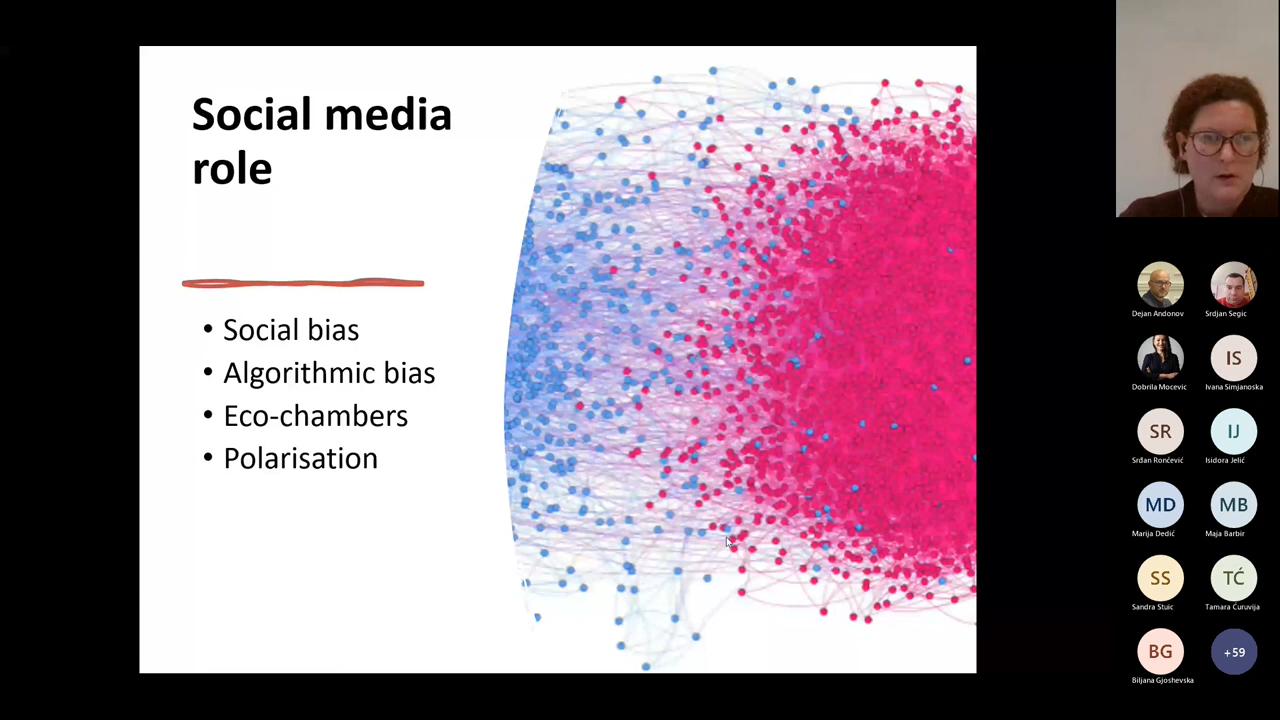 Social media
role
• Social bias
• Algorithmic bias
• Eco-chambers
• Polarisation
Dejan Andonov
Srdjan Segic
Dobrila Mocevic
IS
Ivana Simjanoska
SR
Srđan Rončević
IJ
Isidora Jelić
MD
Marija Dedić
MB
Maja Barbir
SS
Sandra Stuic
TĆ
Tamara Ćuruvija
BG
Biljana Gjoshevska
+59